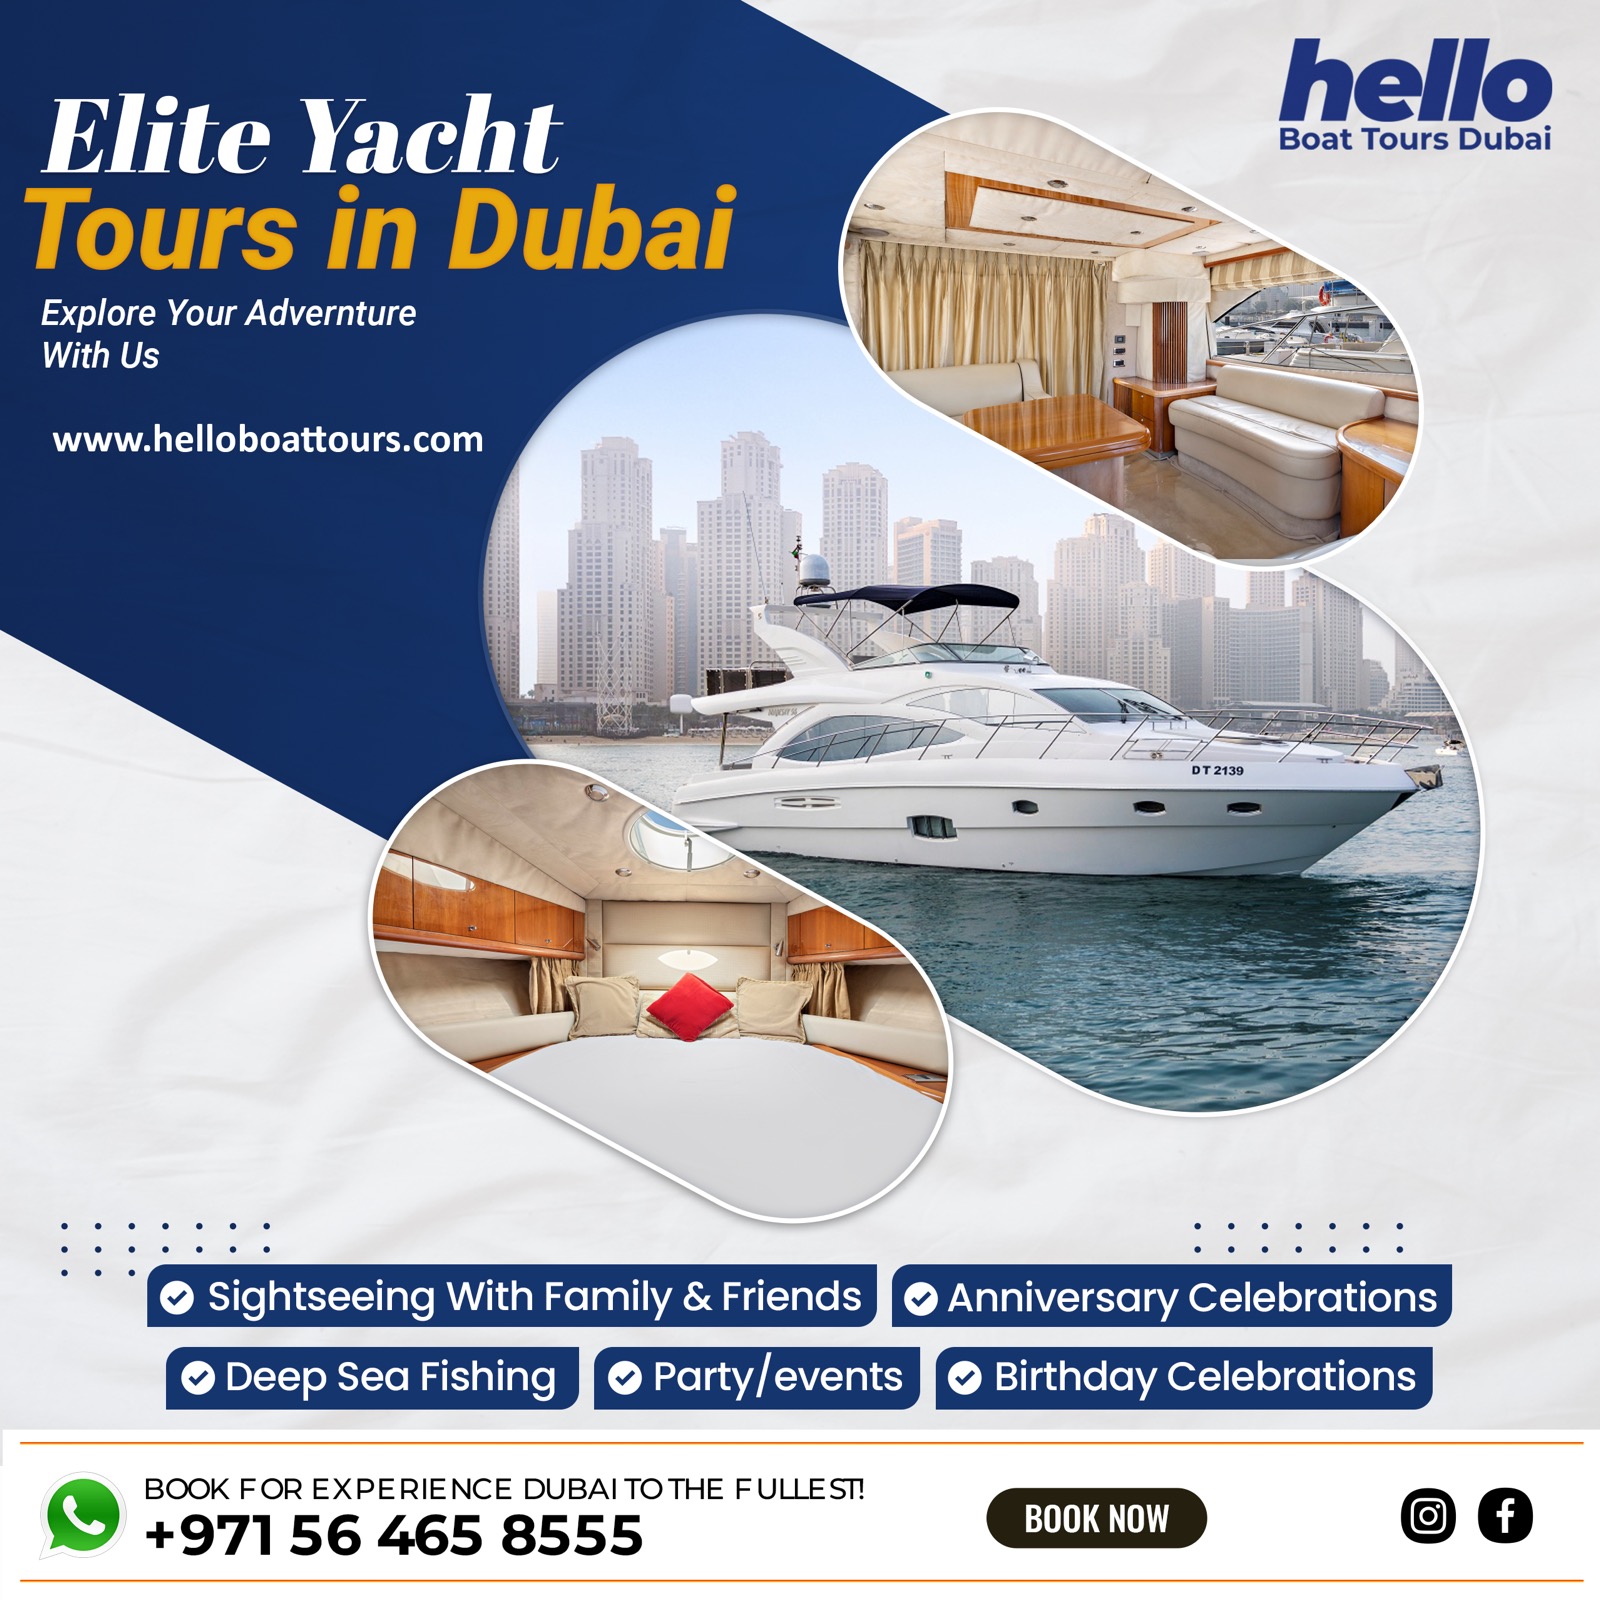 hello
Boat Tours Dubai
Elite Yacht
Tours in Dubai
Explore Your Advernture
With Us
www.helloboattours.com
DT 2139
Sightseeing With Family & Friends
Anniversary Celebrations
Deep Sea Fishing
Party/events
Birthday Celebrations
BOOK FOR EXPERIENCE DUBAI TO THE FULLEST!
+971 56 465 8555
BOOK NOW